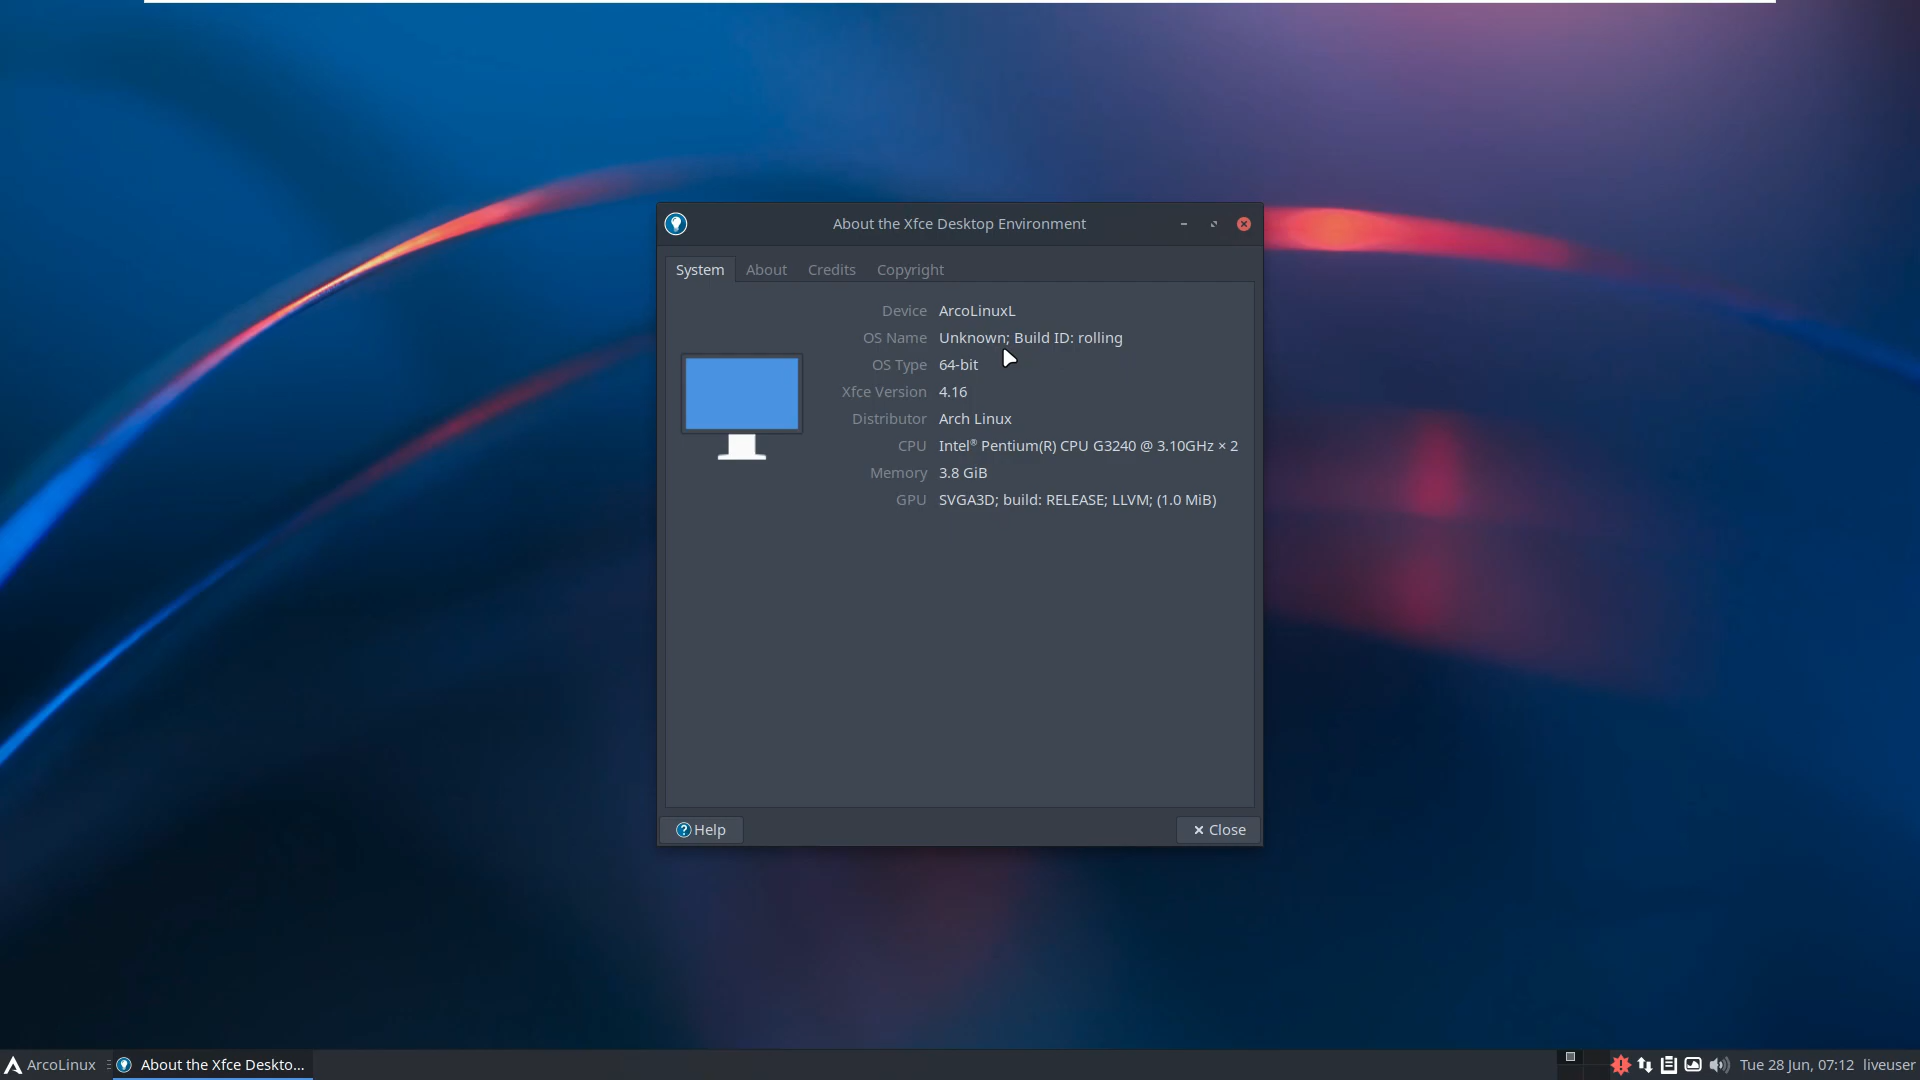 About the Xfce Desktop Environment
System About Credits Copyright
Device ArcoLinuxL
OS Name Unknown; Build ID: rolling
OS Type 64-bit
Xfce Version 4.16
Distributor Arch Linux
CPU Intel® Pentium(R) CPU G3240 @ 3.10GHz × 2
Memory 3.8 GiB
GPU SVGA3D; build: RELEASE; LLVM; (1.0 MiB)
Help Close
ArcoLinux About the Xfce Deskto... Tue 28 Jun, 07:12 liveuser